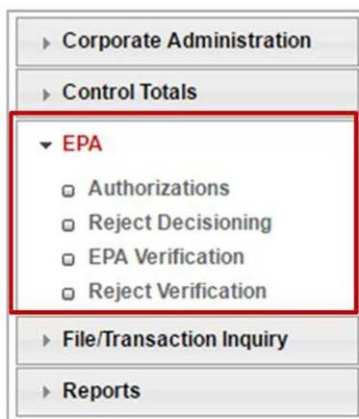 Corporate Administration
Control Totals
EPA
Authorizations
Reject Decisioning
EPA Verification
Reject Verification
File/Transaction Inquiry
Reports